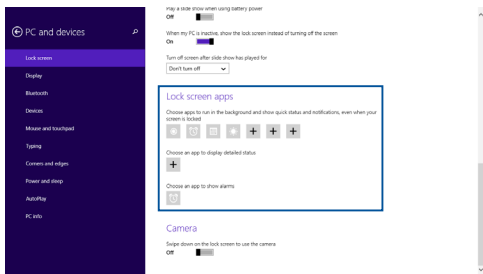 PC and devices
Lock screen
Display
Bluetooth
Devices
Mouse and touchpad
Typing
Corners and edges
Power and sleep
AutoPlay
PC info
Play a slide show when using battery power
Off
When my PC is inactive, show the lock screen instead of turning off the screen
On
Turn off screen after slide show has played for
Don't turn off
Lock screen apps
Choose apps to run in the background and show quick status and notifications, even when your
screen is locked
Choose an app to display detailed status
Choose an app to show alarms
Camera
Swipe down on the lock screen to use the camera
Off